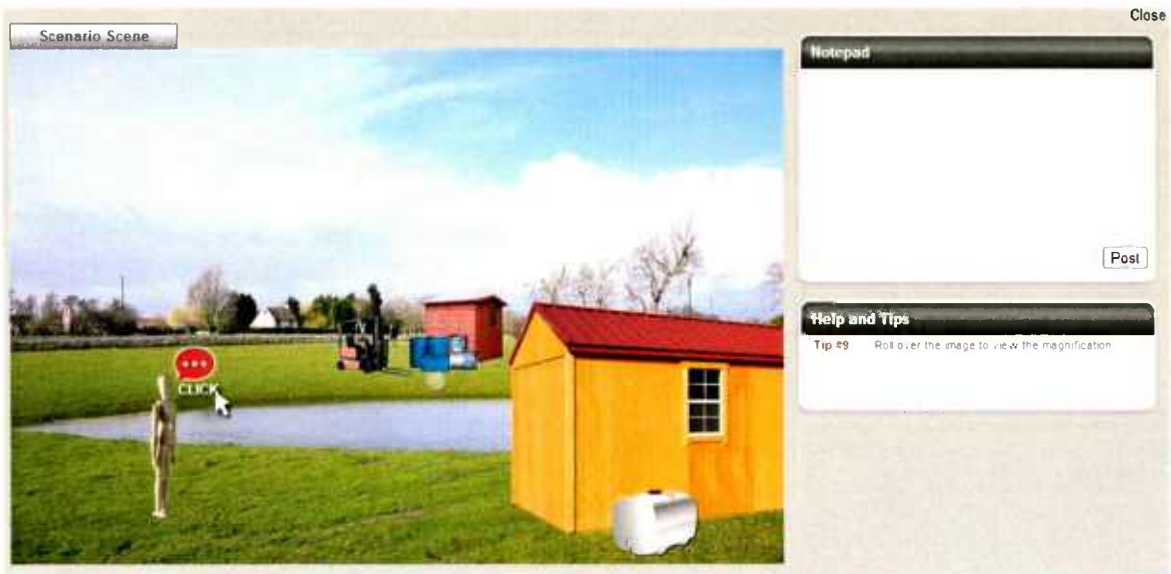 Close
Scenario Scene
Notepad
Post
Help and Tips
Tip #9 Roll over the image to view the magnification
CLICK